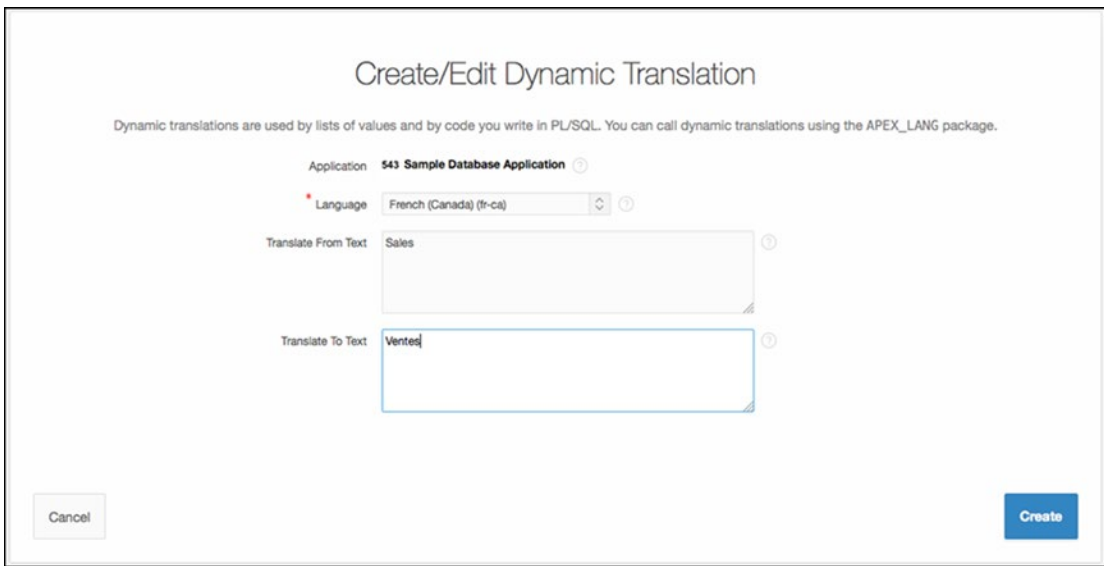 Create/Edit Dynamic Translation
Dynamic translations are used by lists of values and by code you write in PL/SQL. You can call dynamic translations using the APEX_LANG package.
Application 543 Sample Database Application ?
* Language French (Canada) (fr-ca) ?
Translate From Text Sales ?
Translate To Text Ventes ?
Cancel Create